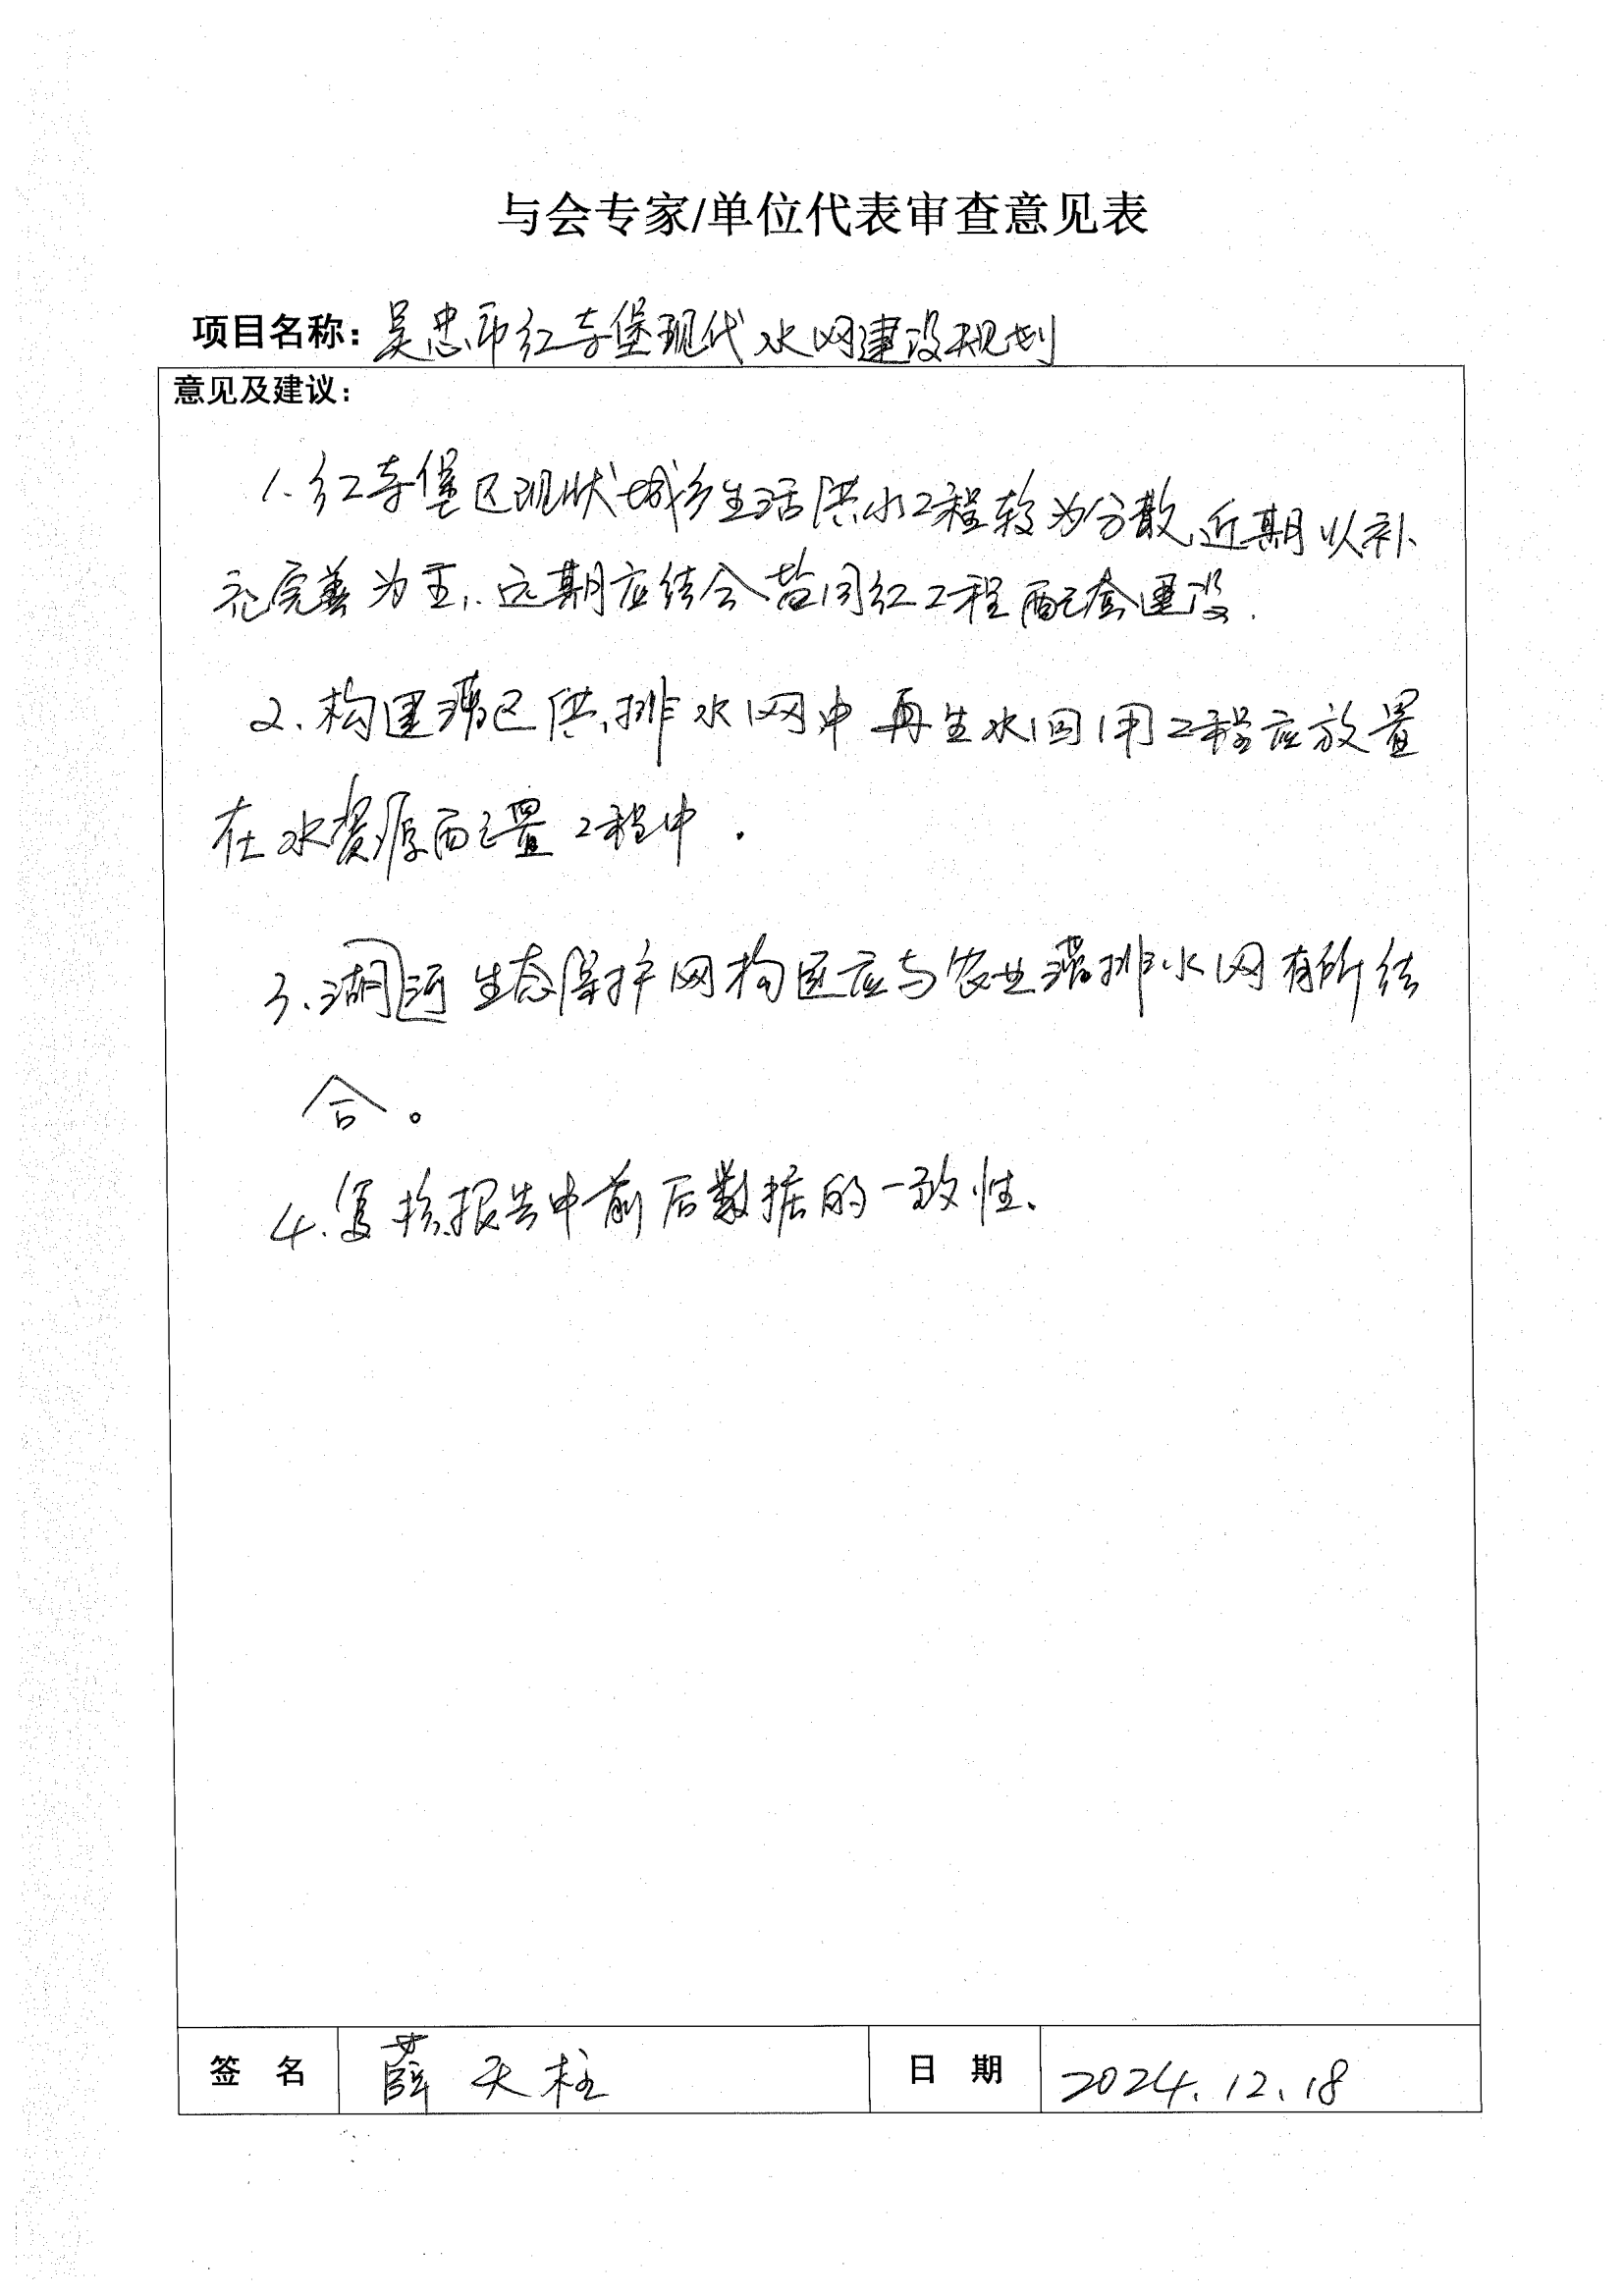 与会专家/单位代表审查意见表
项目名称：吴忠市红寺堡现代水网建设规划
意见及建议：
1.红寺堡区现状城乡生活供水工程较为分散,近期以补
充完善为主,远期应结合苦同红工程配套建设.
2.构建灌区供、排水网中再生水回用工程应放置
在水资源配置工程中.
3、湖河生态保护网构建应与农业灌排水网有所结
合。
4.复核报告中前后数据的一致性、
签 名 薛天柱 日 期 2024.12.18